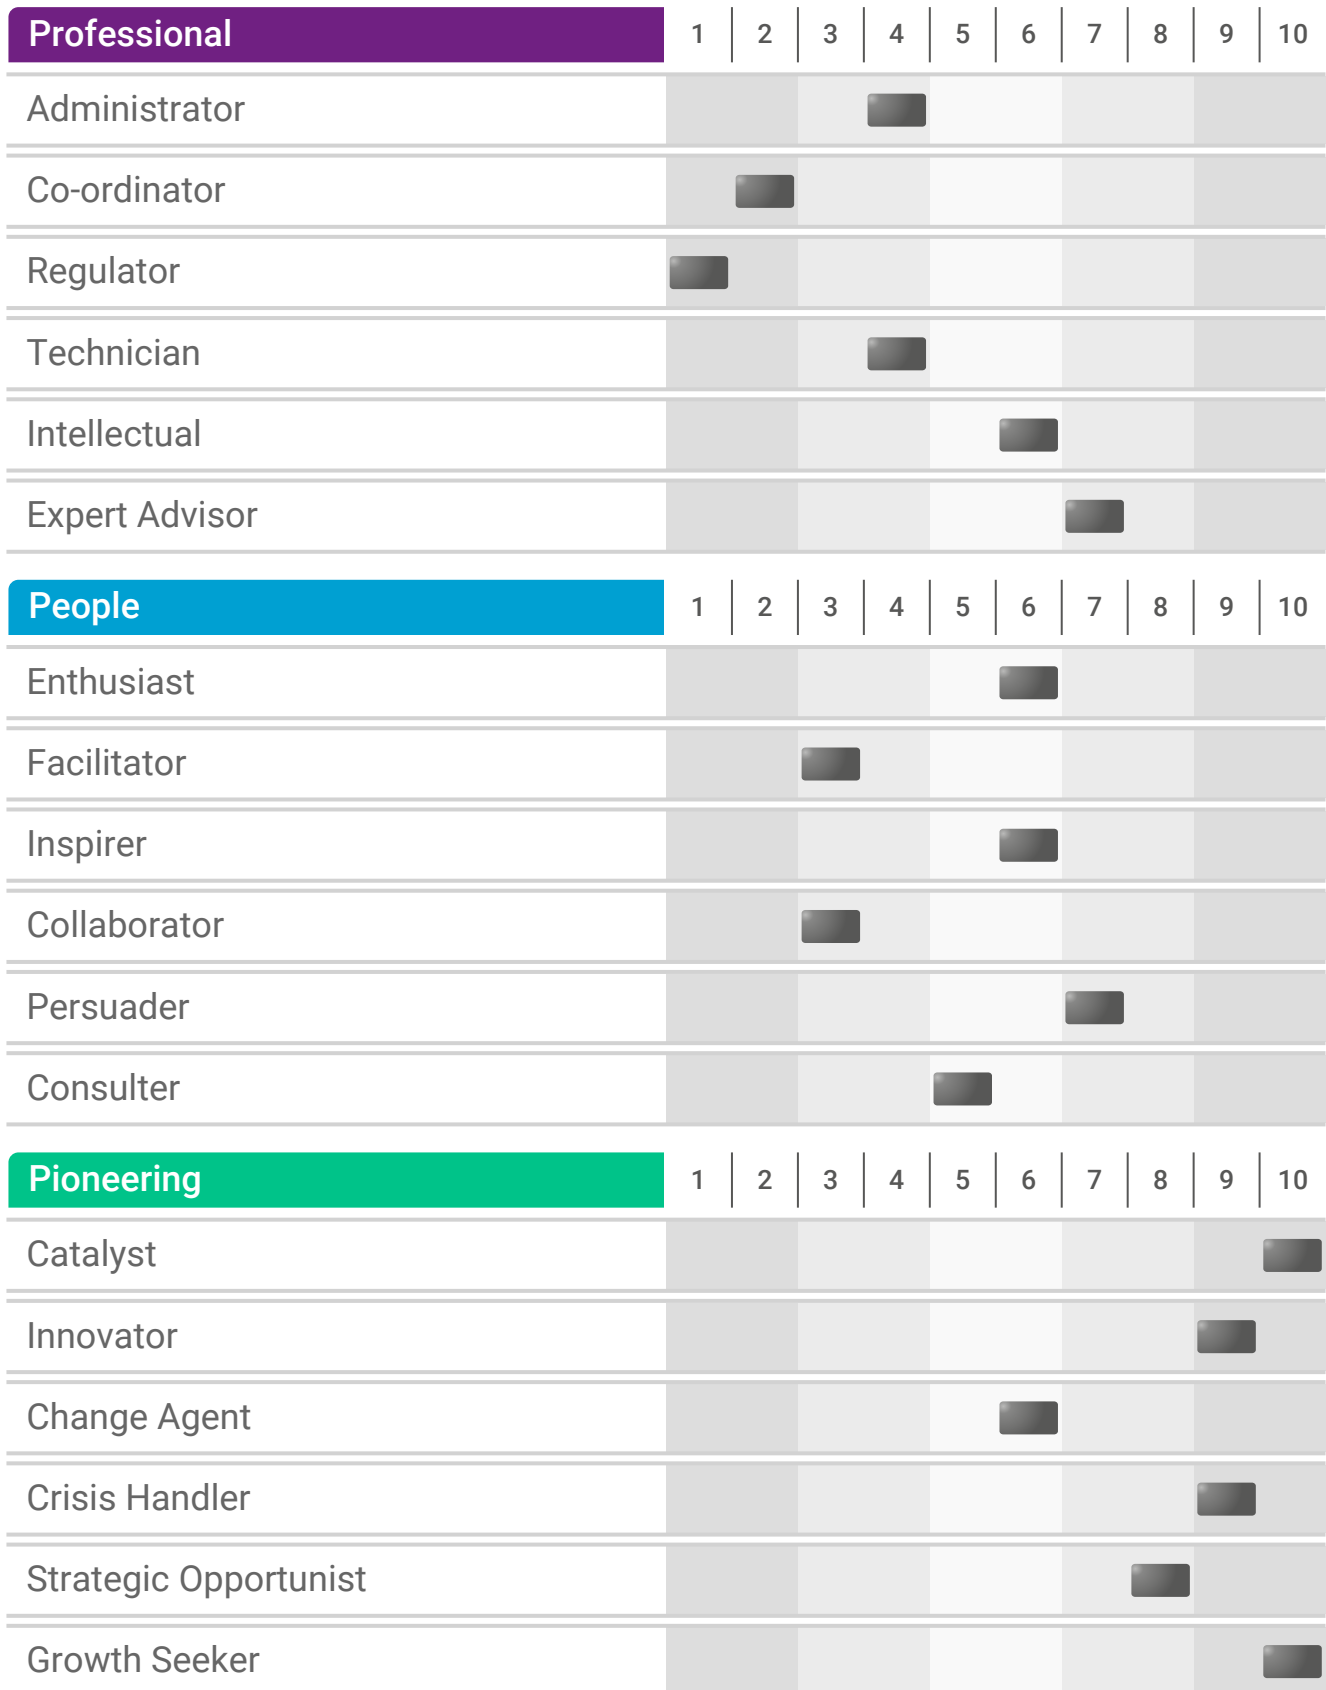 Professional 1 2 3 4 5 6 7 8 9 10
Administrator
Co-ordinator
Regulator
Technician
Intellectual
Expert Advisor
People 1 2 3 4 5 6 7 8 9 10
Enthusiast
Facilitator
Inspirer
Collaborator
Persuader
Consulter
Pioneering 1 2 3 4 5 6 7 8 9 10
Catalyst
Innovator
Change Agent
Crisis Handler
Strategic Opportunist
Growth Seeker